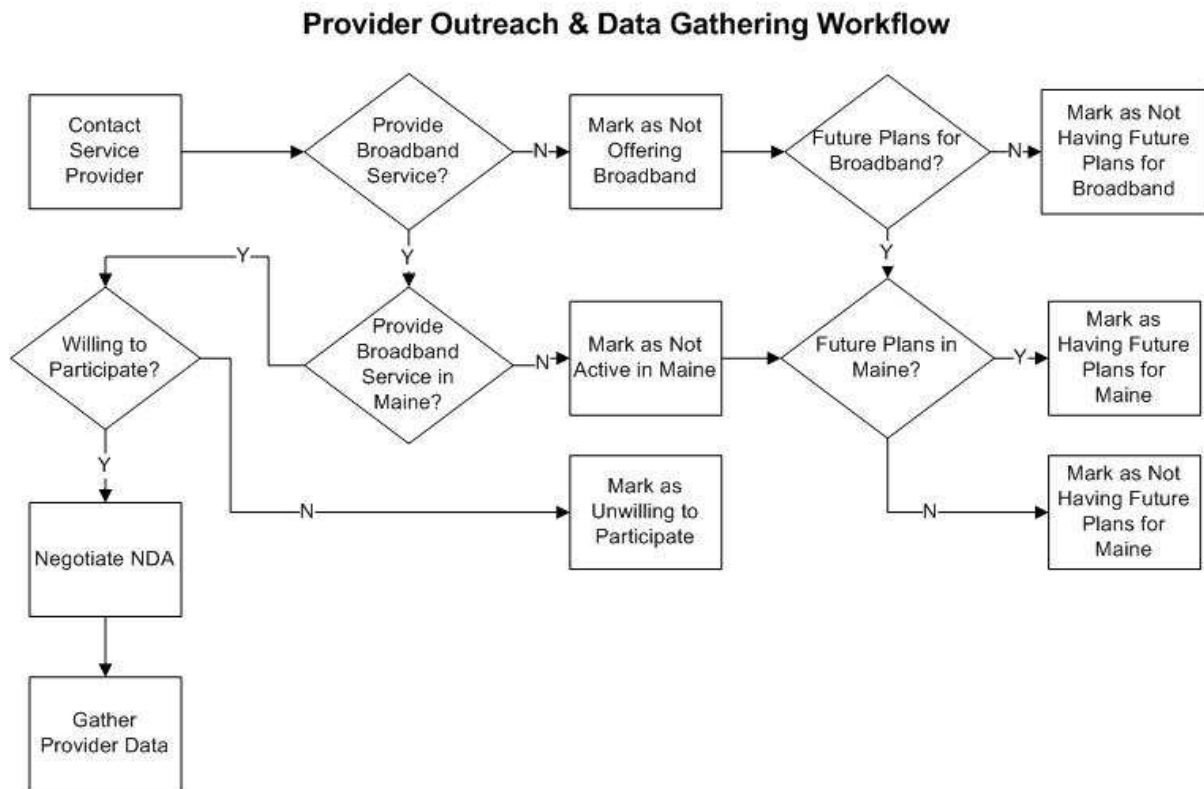 Provider Outreach & Data Gathering Workflow
Contact
Service
Provider
Provide
Broadband
Service?
N
Mark as Not
Offering
Broadband
Future Plans for
Broadband?
N
Mark as Not
Having Future
Plans for
Broadband
Y
Y
Y
Willing to
Participate?
Provide
Broadband
Service in
Maine?
N
Mark as Not
Active in Maine
Future Plans in
Maine?
Y
Mark as
Having Future
Plans for
Maine
Y
N
Mark as
Unwilling to
Participate
N
Mark as Not
Having Future
Plans for
Maine
Negotiate NDA
Gather
Provider Data